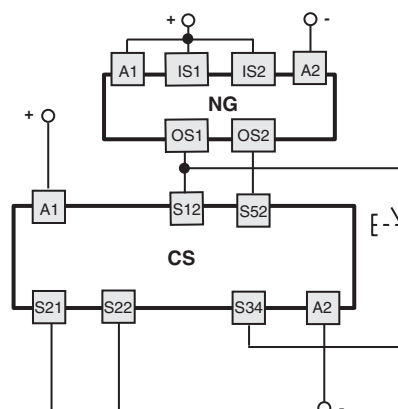 + -
A1 IS1 IS2 A2
NG
+
OS1 OS2
A1 S12 S52
CS
S21 S22 S34 A2
-